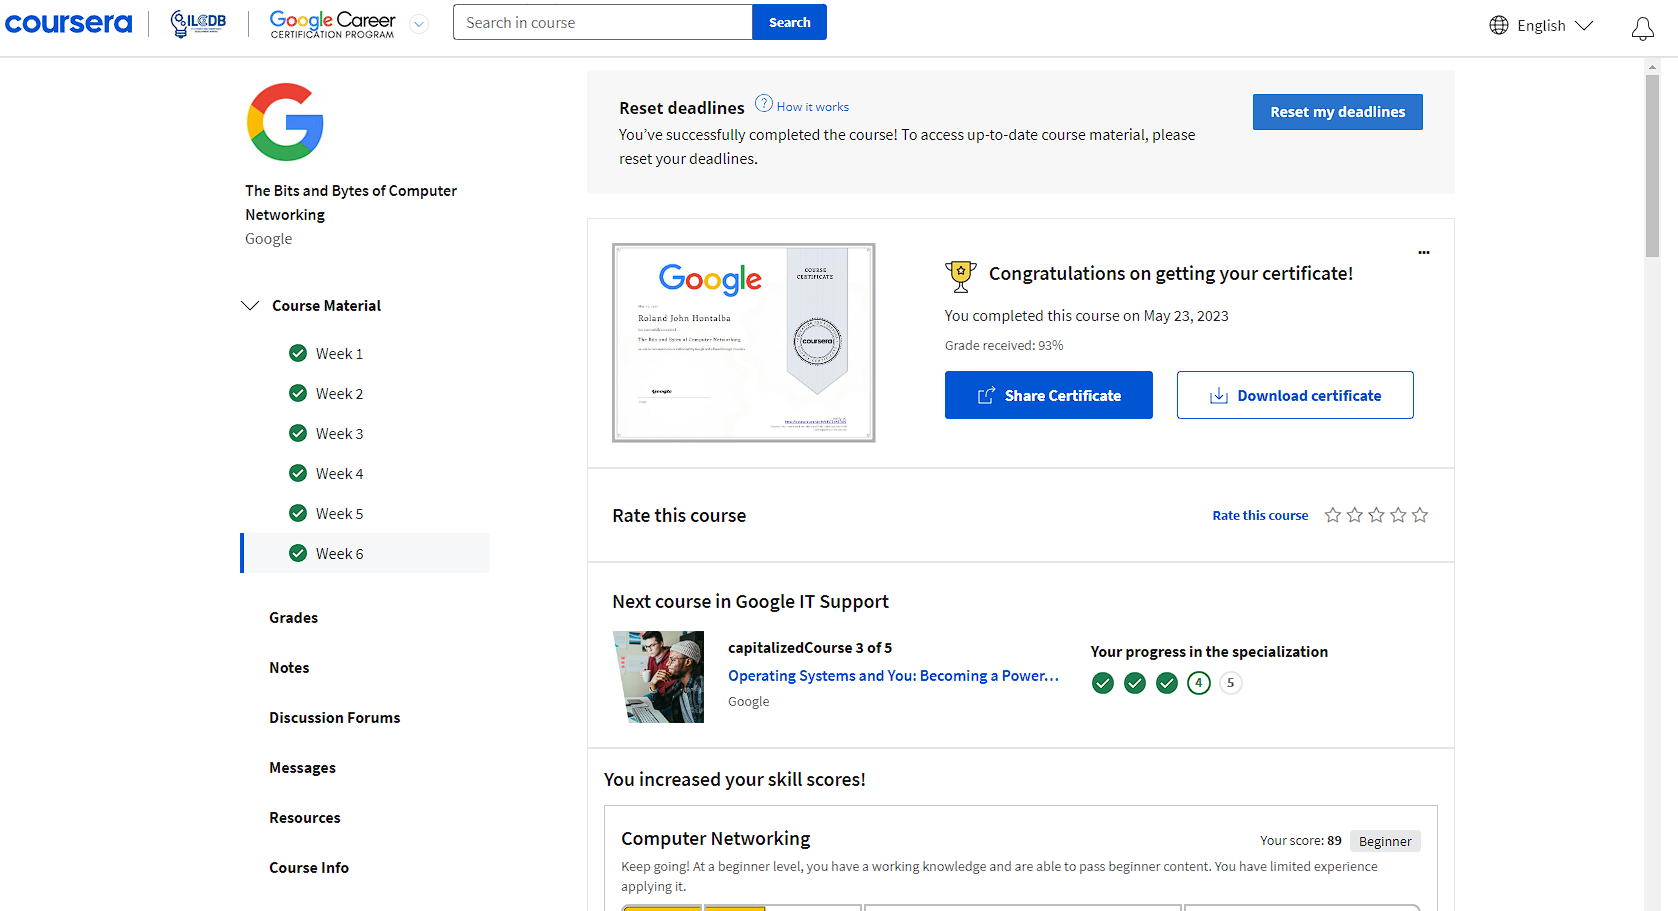 coursera
ILCDB
Google Career
CERTIFICATION PROGRAM
Search in course
Search
English
The Bits and Bytes of Computer
Networking
Google
Course Material
Week 1
Week 2
Week 3
Week 4
Week 5
Week 6
Grades
Notes
Discussion Forums
Messages
Resources
Course Info
Reset deadlines
How it works
You've successfully completed the course! To access up-to-date course material, please
reset your deadlines.
Reset my deadlines
Google
COURSE
CERTIFICATE
Roland John Hontalba
The Bits and Bytes of Computer Networking
coursera
Google
Congratulations on getting your certificate!
You completed this course on May 23, 2023
Grade received: 93%
Share Certificate
Download certificate
Rate this course
Rate this course
Next course in Google IT Support
capitalizedCourse 3 of 5
Operating Systems and You: Becoming a Power...
Google
Your progress in the specialization
4
5
You increased your skill scores!
Computer Networking
Your score: 89
Beginner
Keep going! At a beginner level, you have a working knowledge and are able to pass beginner content. You have limited experience
applying it.